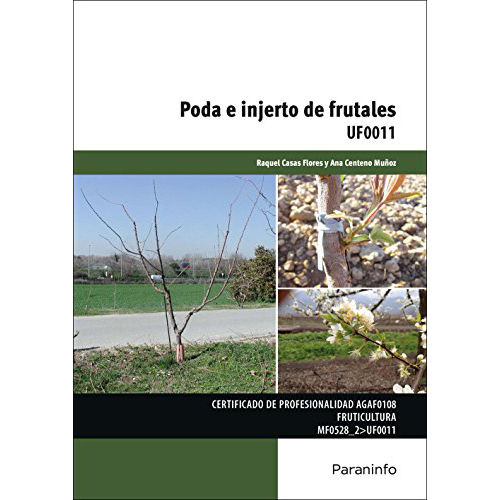 Poda e injerto de frutales
UF0011
Raquel Casas Flores y Ana Centeno Muñoz
CERTIFICADO DE PROFESIONALIDAD AGAF0108
FRUTICULTURA
MF0528_2>UF0011
Paraninfo